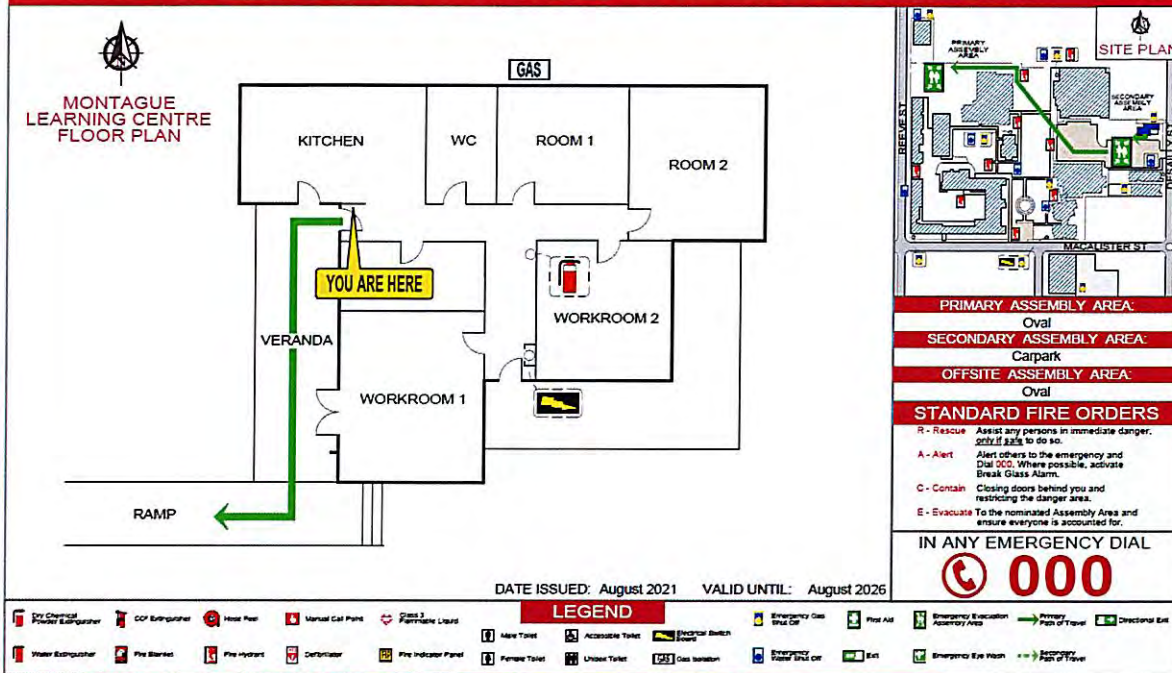 MONTAGUE
LEARNING CENTRE
FLOOR PLAN
GAS
KITCHEN
WC
ROOM 1
ROOM 2
YOU ARE HERE
VERANDA
WORKROOM 1
WORKROOM 2
RAMP
DATE ISSUED: August 2021 VALID UNTIL: August 2026
SITE PLAN
PRIMARY
ASSEMBLY
AREA
SECONDARY
ASSEMBLY
AREA
REEVE ST
MACALISTER ST
PRIMARY ASSEMBLY AREA:
Oval
SECONDARY ASSEMBLY AREA:
Carpark
OFFSITE ASSEMBLY AREA:
Oval
STANDARD FIRE ORDERS
R - Rescue Assist any persons in immediate danger,
only if safe to do so.
A - Alert Alert others to the emergency and
Dial 000. Where possible, activate
Break Glass Alarm.
C - Contain Closing doors behind you and
restricting the danger area.
E - Evacuate To the nominated Assembly Area and
ensure everyone is accounted for.
IN ANY EMERGENCY DIAL
000
LEGEND
Dry Chemical
Powder Extinguisher
CO² Extinguisher
Hose Reel
Manual Call Point
Class 3
Flammable Liquid
Water Extinguisher
Fire Blanket
Fire Hydrant
Defibrillator
Fire Indicator Panel
Male Toilet
Accessible Toilet
Electrical Switch
Board
Female Toilet
Unisex Toilet
GAS Gas Isolation
Emergency Gas
Shut Off
First Aid
Emergency Evacuation
Assembly Area
Primary
Path of Travel
Directional Exit
Emergency
Water Shut Off
Exit
Emergency Eye Wash
Secondary
Path of Travel